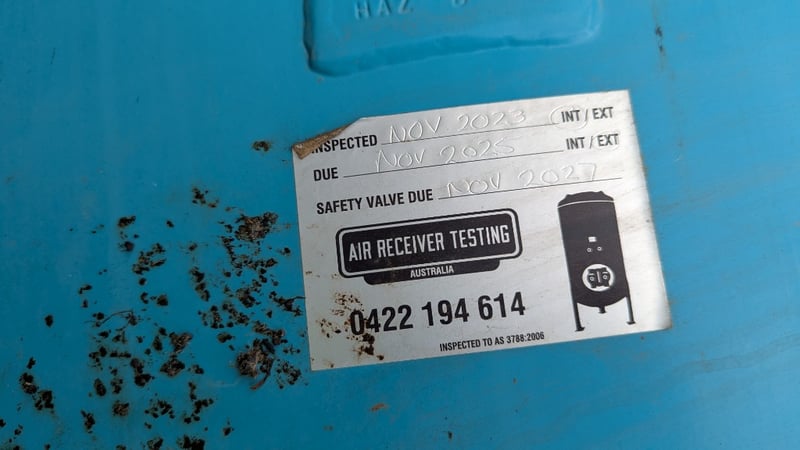 HAZ
INSPECTED NOV 2023 INT / EXT
DUE NOV 2025 INT / EXT
SAFETY VALVE DUE NOV 2027
AIR RECEIVER TESTING
AUSTRALIA
0422 194 614
INSPECTED TO AS 3788:2006